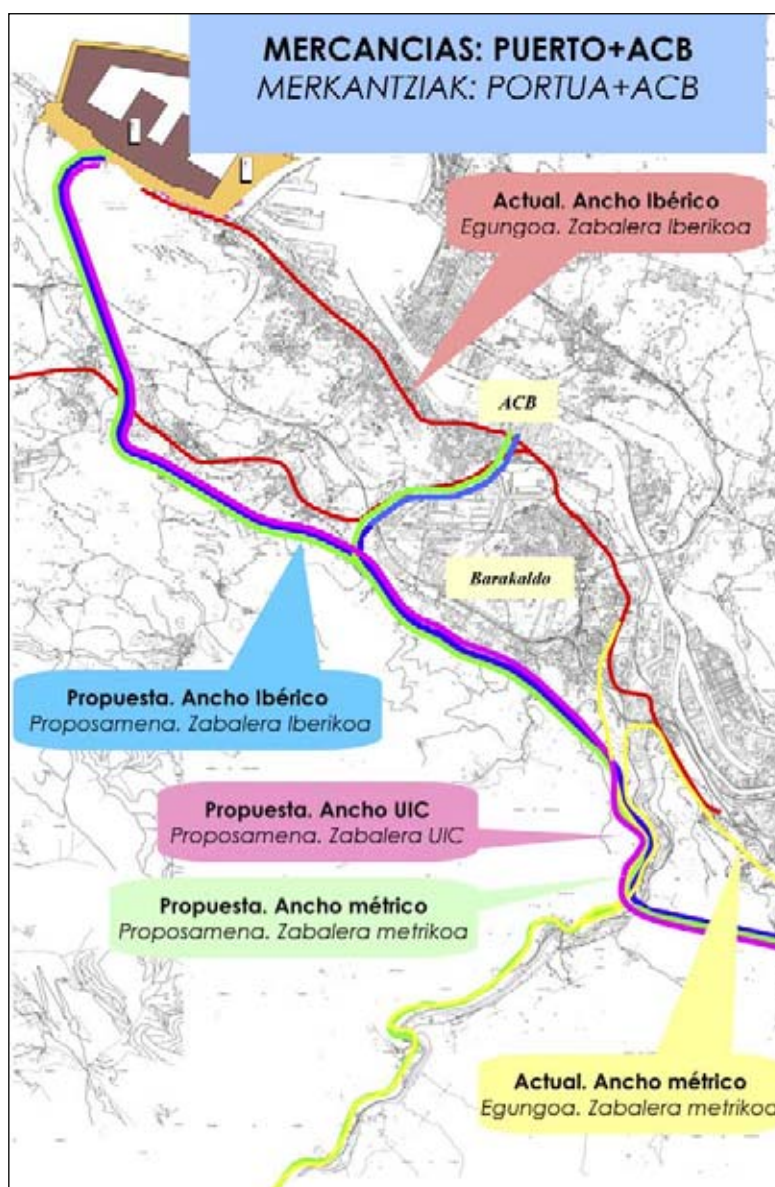 MERCANCIAS: PUERTO+ACB
MERKANTZIAK: PORTUA+ACB
Actual. Ancho Ibérico
Egungoa. Zabalera Iberikoa
ACB
Barakaldo
Propuesta. Ancho Ibérico
Proposamena. Zabalera Iberikoa
Propuesta. Ancho UIC
Proposamena. Zabalera UIC
Propuesta. Ancho métrico
Proposamena. Zabalera metrikoa
Actual. Ancho métrico
Egungoa. Zabalera metrikoa